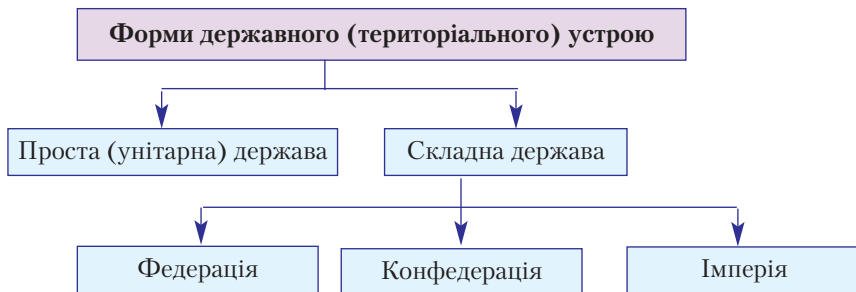 Форми державного (територіального) устрою
Проста (унітарна) держава
Складна держава
Федерація
Конфедерація
Імперія